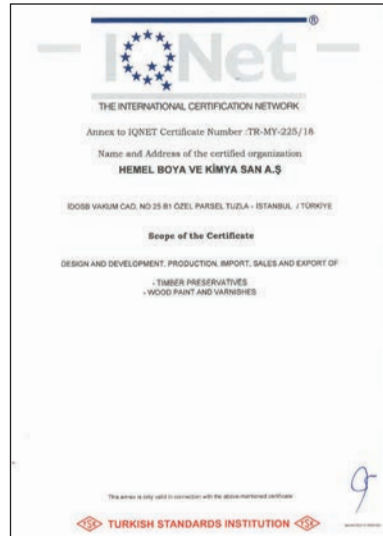 ®
IQNet
THE INTERNATIONAL CERTIFICATION NETWORK
Annex to IQNET Certificate Number :TR-MY-225/18
Name and Address of the certified organization
HEMEL BOYA VE KİMYA SAN A.Ş
IDOSB VAKUM CAD. NO:25 B1 ÖZEL PARSEL TUZLA - ISTANBUL / TÜRKİYE
Scope of the Certificate
DESIGN AND DEVELOPMENT, PRODUCTION, IMPORT, SALES AND EXPORT OF
- TIMBER PRESERVATIVES
- WOOD PAINT AND VARNISHES
This annex is only valid in connection with the above-mentioned certificate
TSE TURKISH STANDARDS INSTITUTION TSE